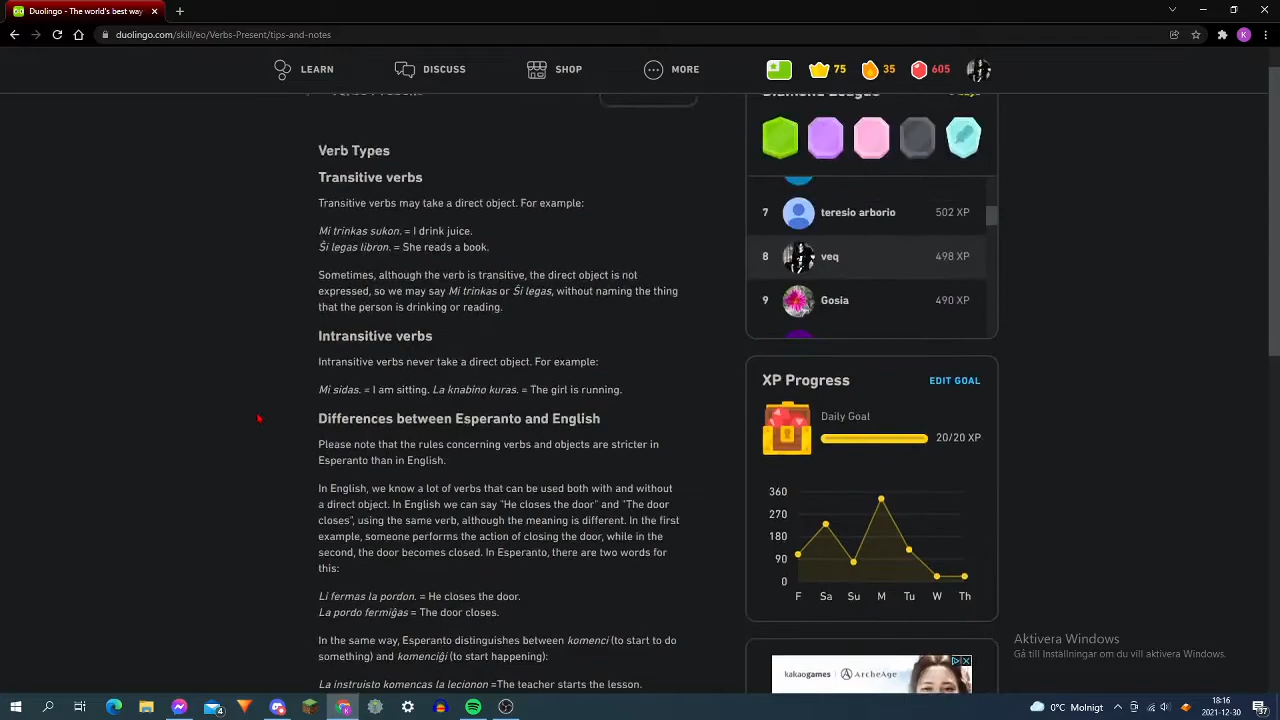 Duolingo - The world's best way
duolingo.com/skill/eo/Verbs-Present/tips-and-notes
K
LEARN
DISCUSS
SHOP
MORE
75
35
605
Verb Types
Transitive verbs
Transitive verbs may take a direct object. For example:
Mi trinkas sukon. = I drink juice.
Ŝi legas libron. = She reads a book.
Sometimes, although the verb is transitive, the direct object is not
expressed, so we may say Mi trinkas or Ŝi legas, without naming the thing
that the person is drinking or reading.
Intransitive verbs
Intransitive verbs never take a direct object. For example:
Mi sidas. = I am sitting. La knabino kuras. = The girl is running.
Differences between Esperanto and English
Please note that the rules concerning verbs and objects are stricter in
Esperanto than in English.
In English, we know a lot of verbs that can be used both with and without
a direct object. In English we can say "He closes the door" and "The door
closes", using the same verb, although the meaning is different. In the first
example, someone performs the action of closing the door, while in the
second, the door becomes closed. In Esperanto, there are two words for
this:
Li fermas la pordon. = He closes the door.
La pordo fermiĝas = The door closes.
In the same way, Esperanto distinguishes between komenci (to start to do
something) and komenciĝi (to start happening):
La instruisto komencas la lecionon =The teacher starts the lesson.
Diamond League
7 teresio arborio 502 XP
8 veq 498 XP
9 Gosia 490 XP
XP Progress
EDIT GOAL
Daily Goal
20/20 XP
360
270
180
90
0
F Sa Su M Tu W Th
kakaogames ArcheAge
Aktivera Windows
Gå till Inställningar om du vill aktivera Windows.
4
0°C Molnigt
18:16
2021-12-30